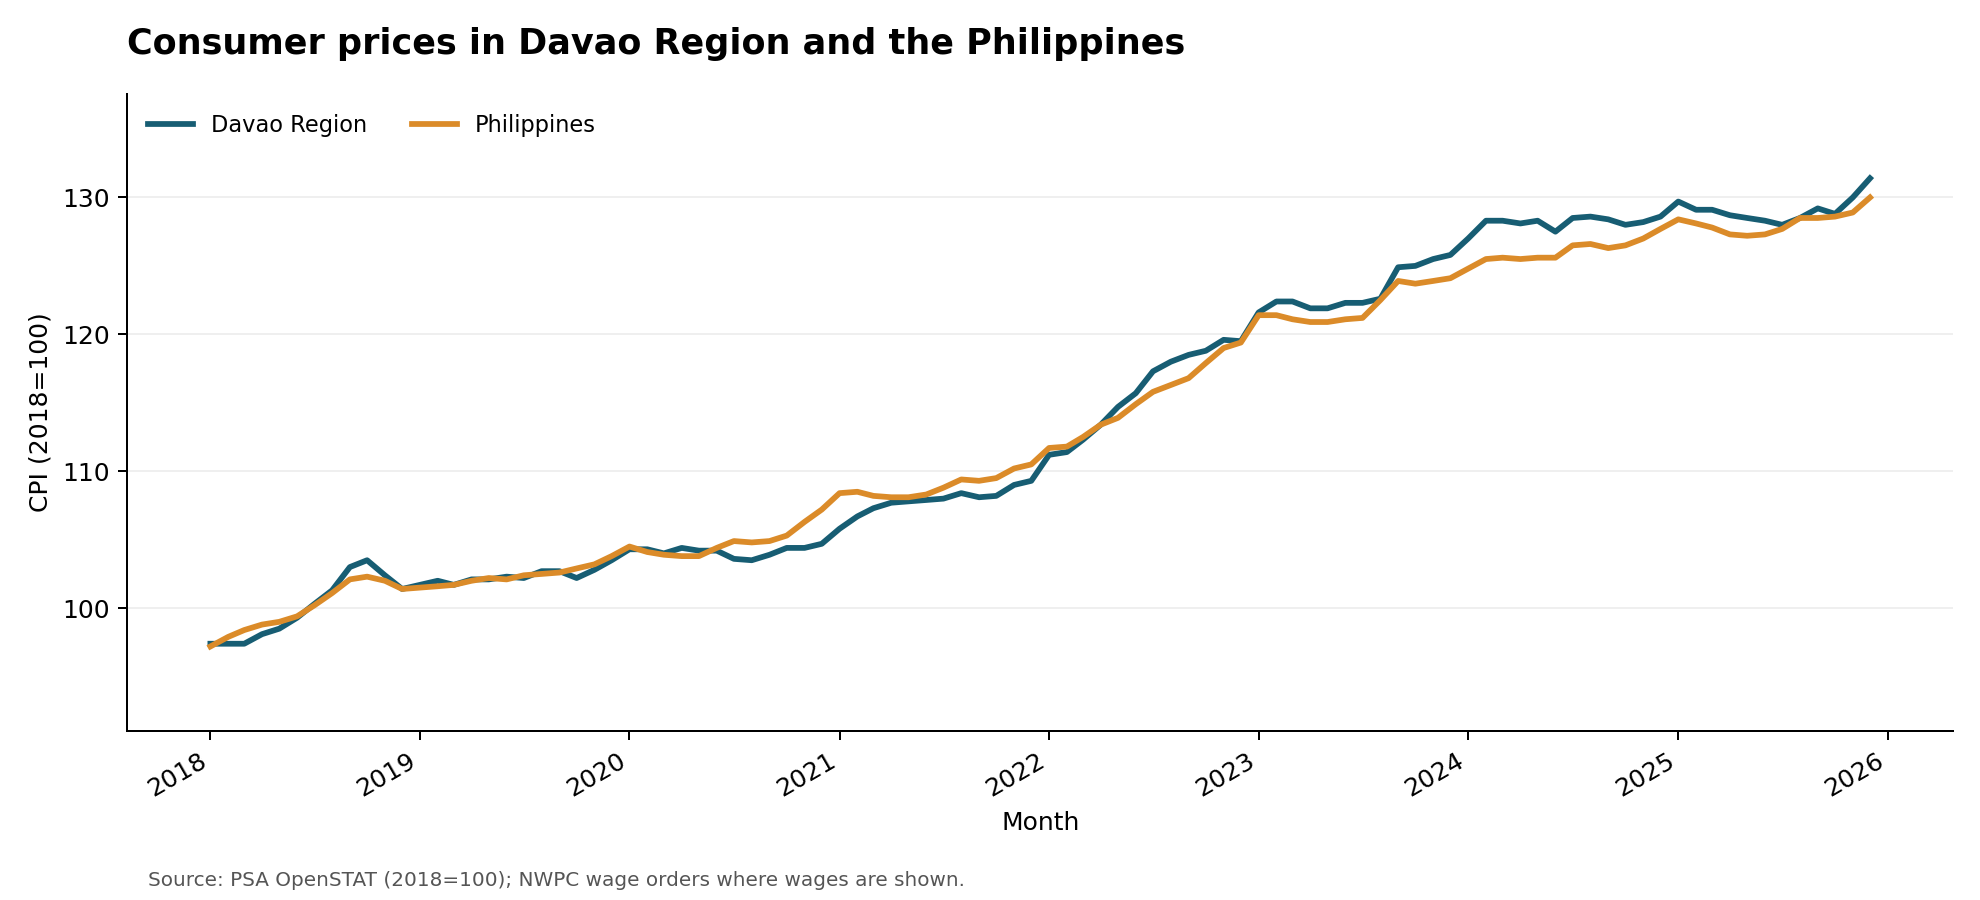 Consumer prices in Davao Region and the Philippines
Davao Region
Philippines
CPI (2018=100)
130
120
110
100
2018
2019
2020
2021
2022
2023
2024
2025
2026
Month
Source: PSA OpenSTAT (2018=100); NWPC wage orders where wages are shown.